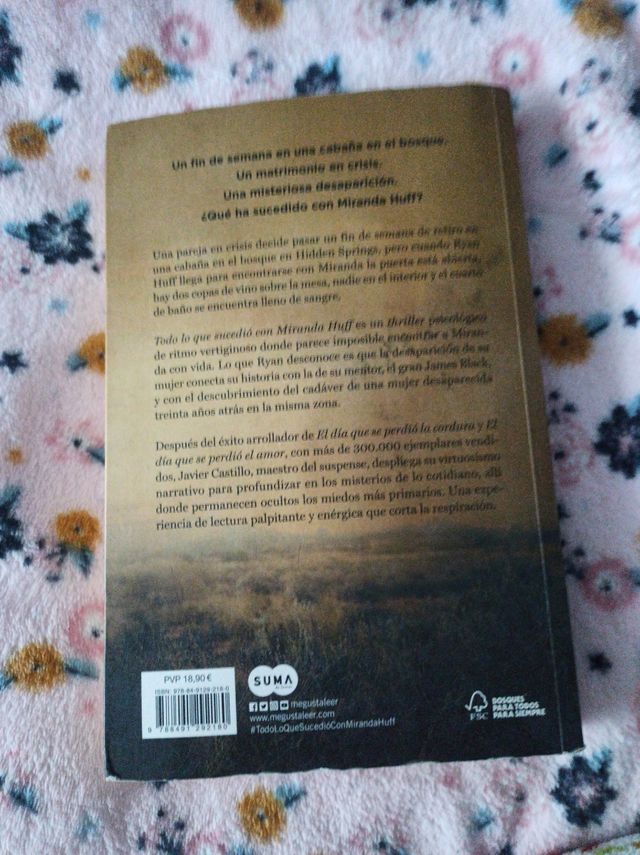 Un fin de semana en una cabaña en el bosque.
Un matrimonio en crisis.
Una misteriosa desaparición.
¿Qué ha sucedido con Miranda Huff?
Una pareja en crisis decide pasar un fin de semana de retiro en
una cabaña en el bosque en Hidden Springs, pero cuando Ryan
Huff llega para encontrarse con Miranda la puerta está abierta,
hay dos copas de vino sobre la mesa, nadie en el interior y el cuarto
de baño se encuentra lleno de sangre.
Todo lo que sucedió con Miranda Huff es un thriller psicológico
de ritmo vertiginoso donde parece imposible encontrar a Miran-
da con vida. Lo que Ryan desconoce es que la desaparición de su
mujer conecta su historia con la de su mentor, el gran James Black,
y con el descubrimiento del cadáver de una mujer desaparecida
treinta años atrás en la misma zona.
Después del éxito arrollador de El día que se perdió la cordura y El
día que se perdió el amor, con más de 300.000 ejemplares vendi-
dos, Javier Castillo, maestro del suspense, despliega su virtuosismo
narrativo para profundizar en los misterios de lo cotidiano, allí
donde permanecen ocultos los miedos más primarios. Una expe-
riencia de lectura palpitante y enérgica que corta la respiración.
PVP 18,90 €
ISBN: 978-84-9129-218-0
9 788491 292180
SUMA
megustaleer
www.megustaleer.com
#TodoLoQueSucedióConMirandaHuff
FSC
BOSQUES
PARA TODOS
PARA SIEMPRE